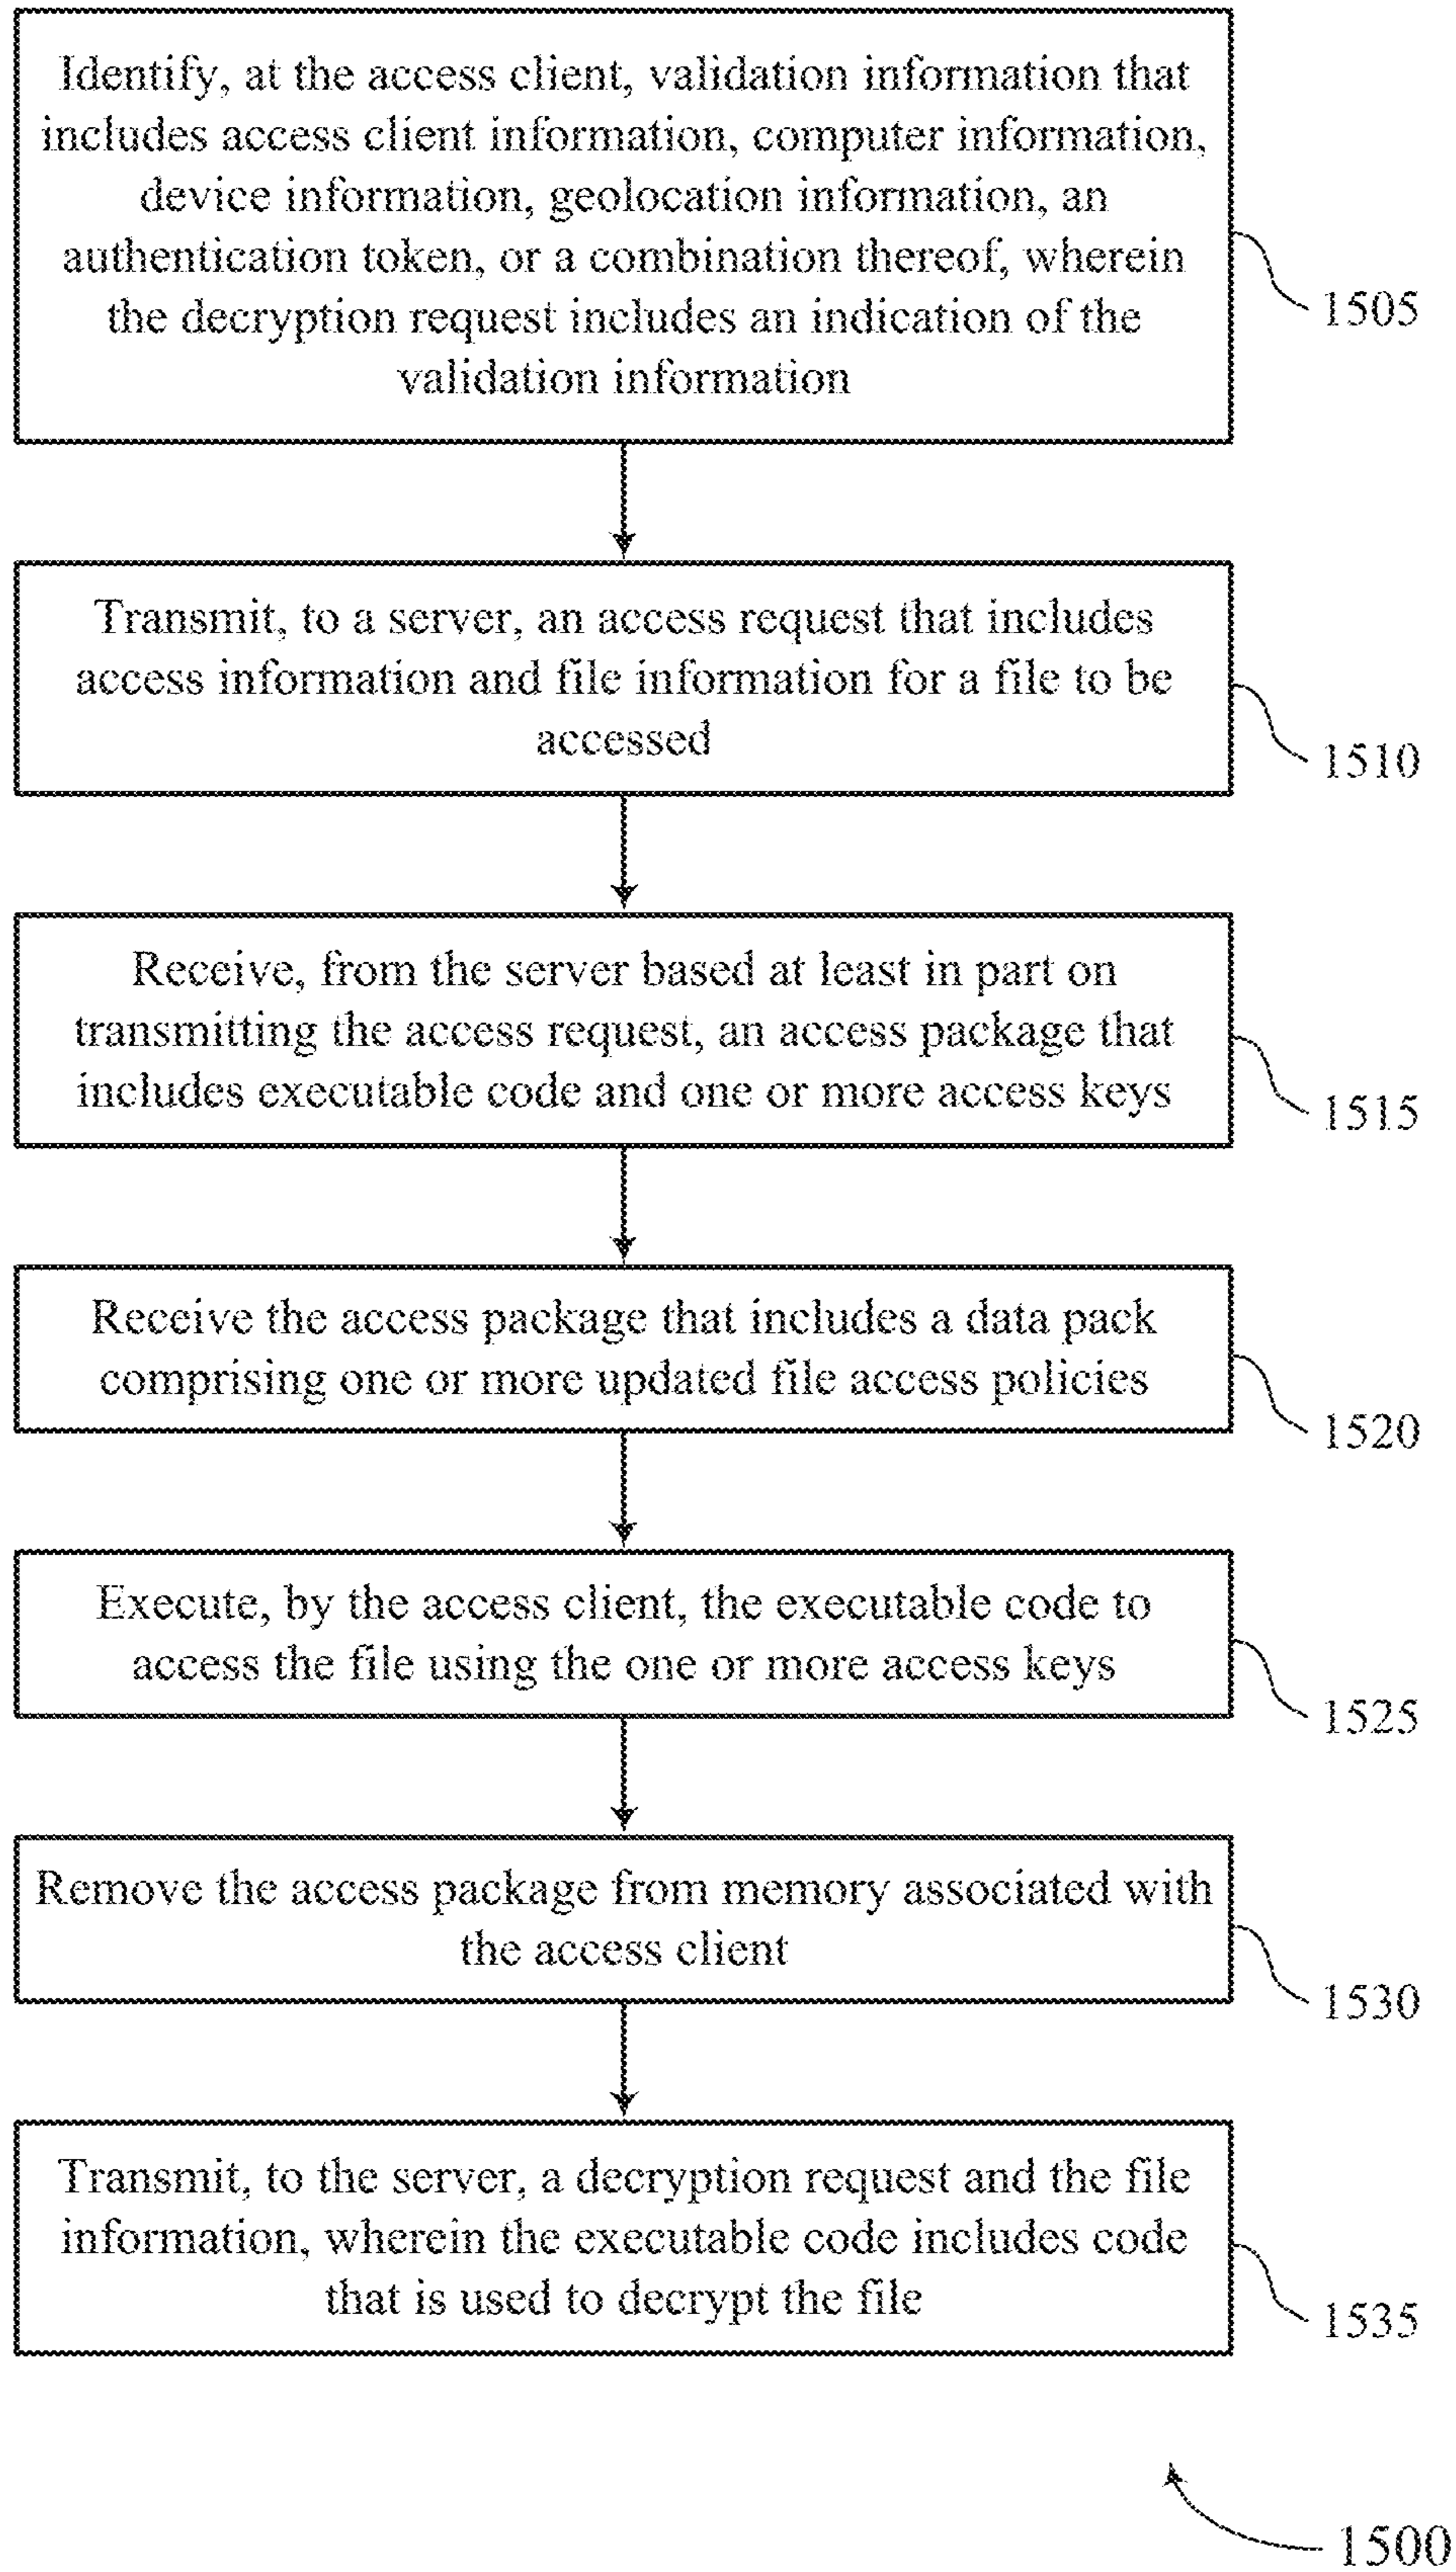 Identify, at the access client, validation information that
includes access client information, computer information,
device information, geolocation information, an
authentication token, or a combination thereof, wherein
the decryption request includes an indication of the
validation information
1505
Transmit, to a server, an access request that includes
access information and file information for a file to be
accessed
1510
Receive, from the server based at least in part on
transmitting the access request, an access package that
includes executable code and one or more access keys
1515
Receive the access package that includes a data pack
comprising one or more updated file access policies
1520
Execute, by the access client, the executable code to
access the file using the one or more access keys
1525
Remove the access package from memory associated with
the access client
1530
Transmit, to the server, a decryption request and the file
information, wherein the executable code includes code
that is used to decrypt the file
1535
1500